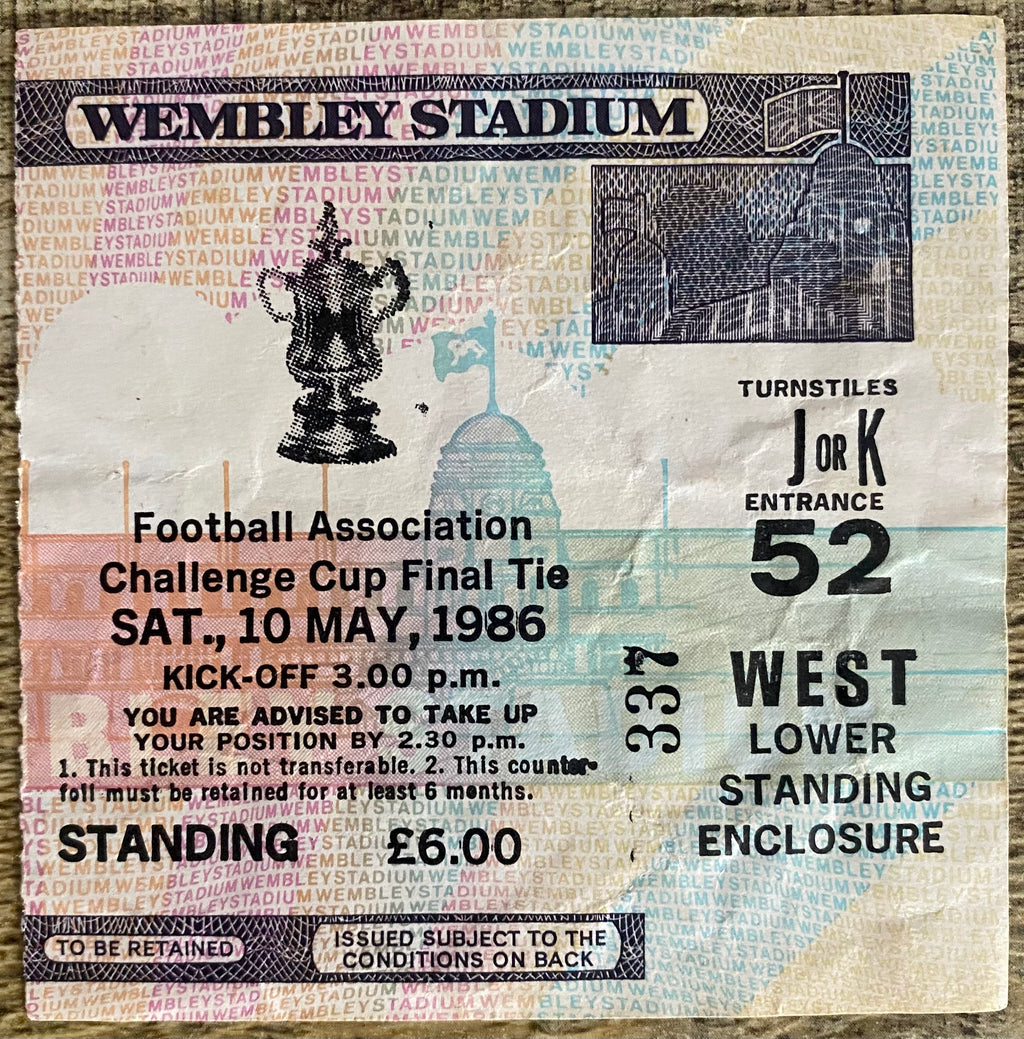 WEMBLEY STADIUM
Football Association
Challenge Cup Final Tie
SAT., 10 MAY, 1986
KICK-OFF 3.00 p.m.
YOU ARE ADVISED TO TAKE UP
YOUR POSITION BY 2.30 p.m.
1. This ticket is not transferable. 2. This counter-
foil must be retained for at least 6 months.
STANDING £6.00
TO BE RETAINED
ISSUED SUBJECT TO THE
CONDITIONS ON BACK
337
TURNSTILES
J OR K
ENTRANCE
52
WEST
LOWER
STANDING
ENCLOSURE